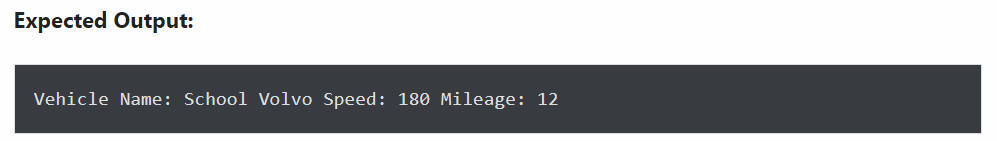 Expected Output:
Vehicle Name: School Volvo Speed: 180 Mileage: 12